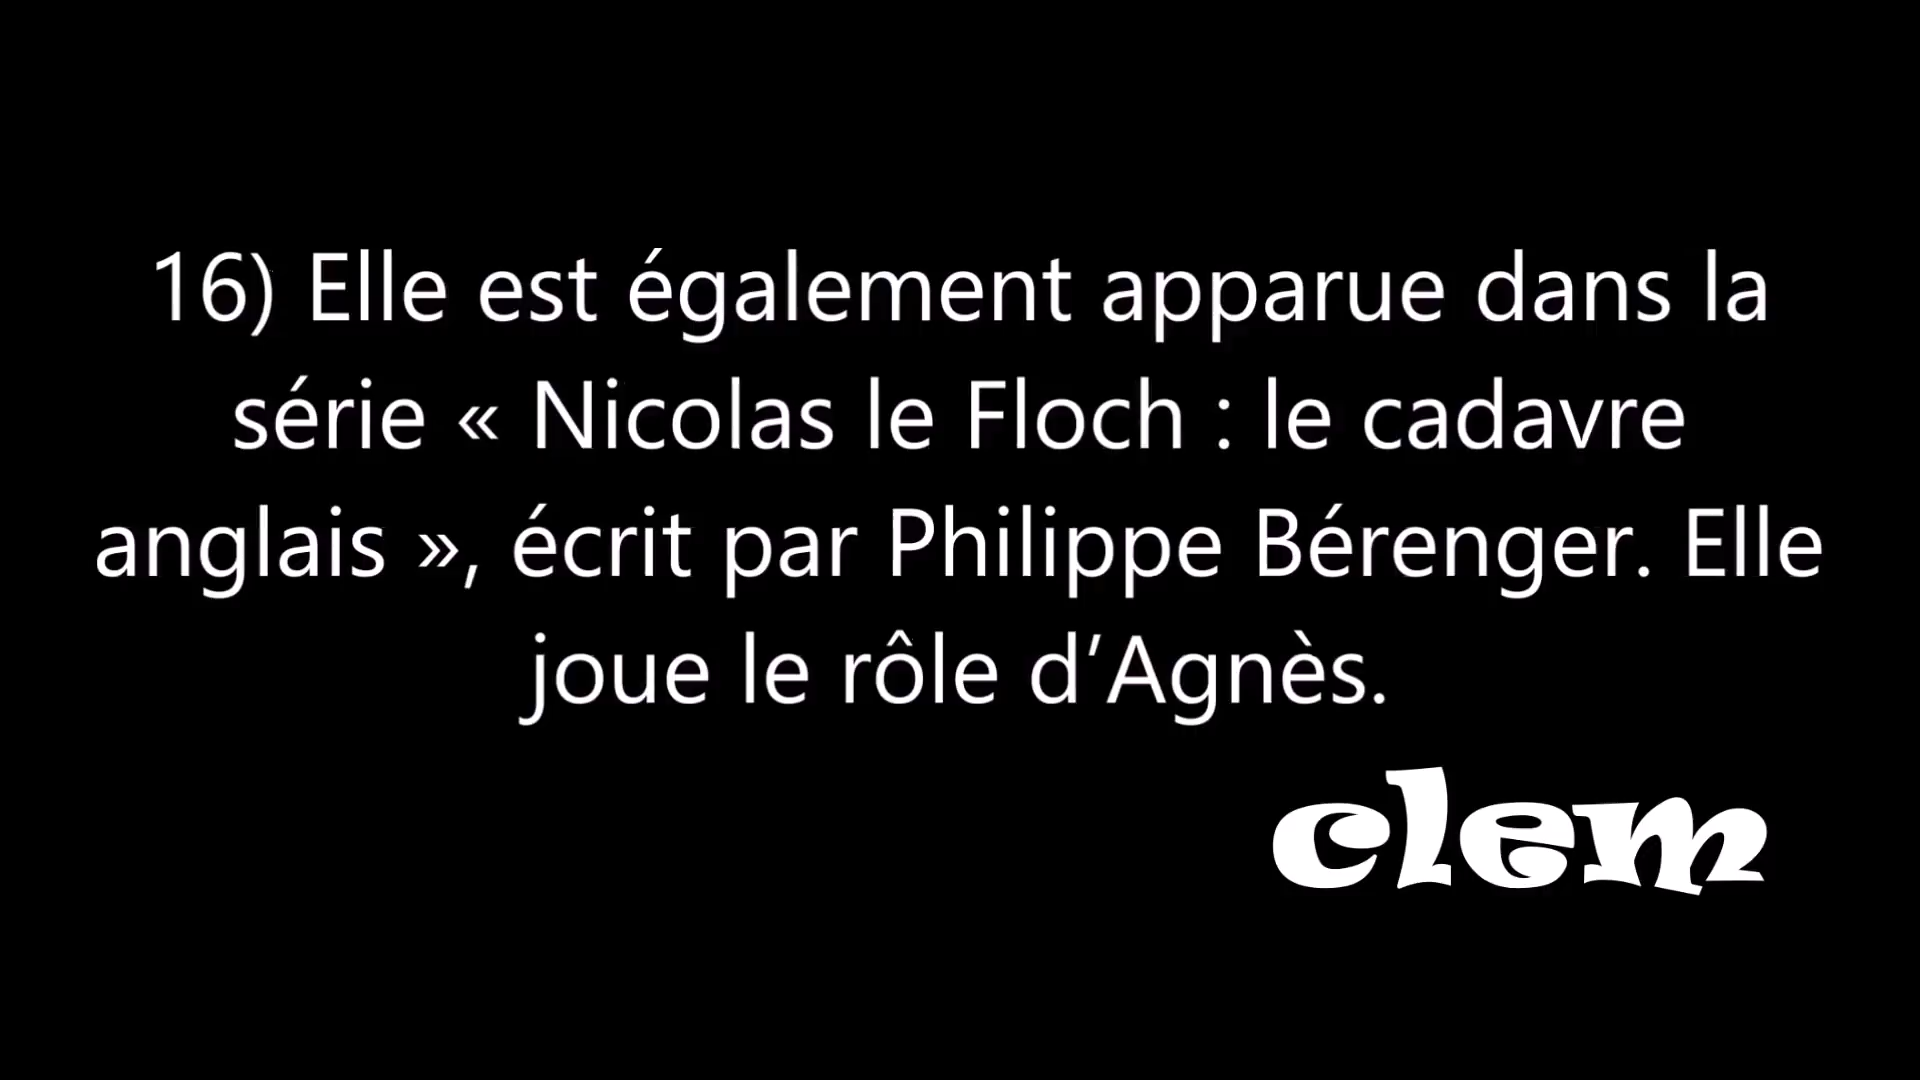 16) Elle est également apparue dans la
série « Nicolas le Floch : le cadavre
anglais », écrit par Philippe Bérenger. Elle
joue le rôle d’Agnès.
clem